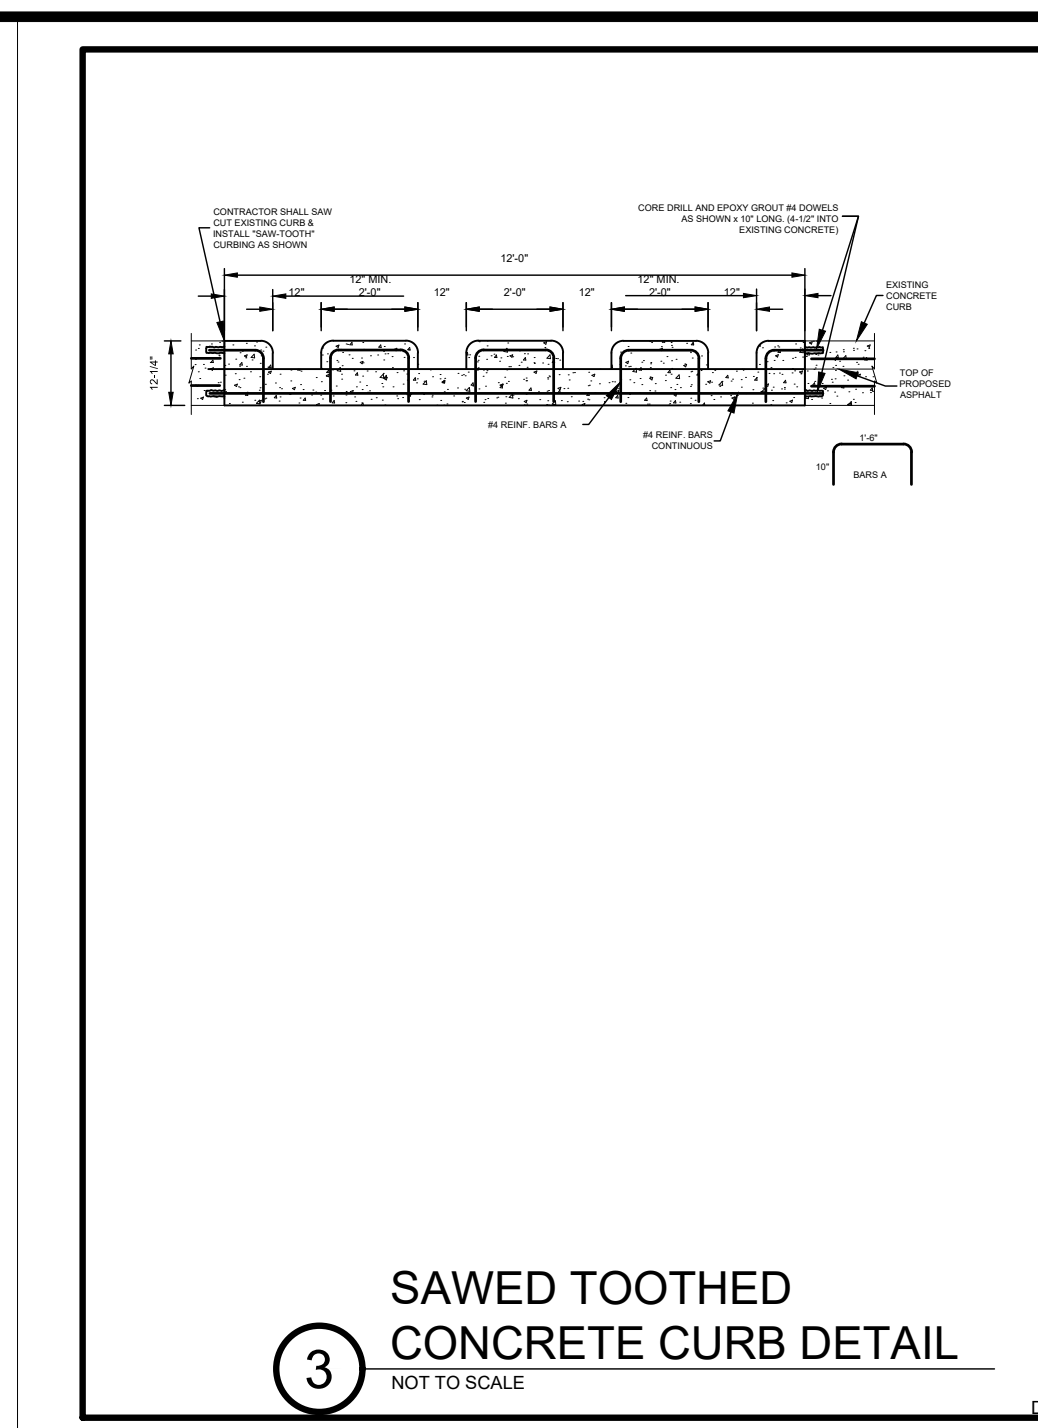 CONTRACTOR SHALL SAW
CUT EXISTING CURB &
INSTALL "SAW-TOOTH"
CURBING AS SHOWN
CORE DRILL AND EPOXY GROUT #4 DOWELS
AS SHOWN x 10" LONG. (4-1/2" INTO
EXISTING CONCRETE)
12'-0"
12" MIN.
12" MIN.
12"
2'-0"
12"
2'-0"
12"
2'-0"
12"
EXISTING
CONCRETE
CURB
12-1/4"
TOP OF
PROPOSED
ASPHALT
#4 REINF. BARS A
#4 REINF. BARS
CONTINUOUS
1'-6"
10"
BARS A
SAWED TOOTHED
CONCRETE CURB DETAIL
3
NOT TO SCALE